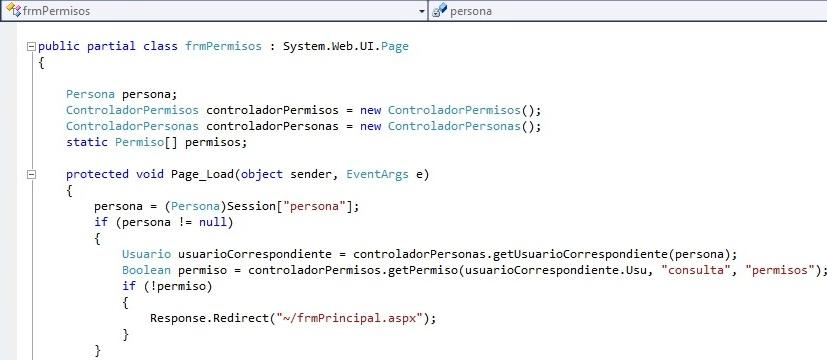 frmPermisos persona
public partial class frmPermisos : System.Web.UI.Page
{
Persona persona;
ControladorPermisos controladorPermisos = new ControladorPermisos();
ControladorPersonas controladorPersonas = new ControladorPersonas();
static Permiso[] permisos;
protected void Page_Load(object sender, EventArgs e)
{
persona = (Persona)Session["persona"];
if (persona != null)
{
Usuario usuarioCorrespondiente = controladorPersonas.getUsuarioCorrespondiente(persona);
Boolean permiso = controladorPermisos.getPermiso(usuarioCorrespondiente.Usu, "consulta", "permisos");
if (!permiso)
{
Response.Redirect("~/frmPrincipal.aspx");
}
}